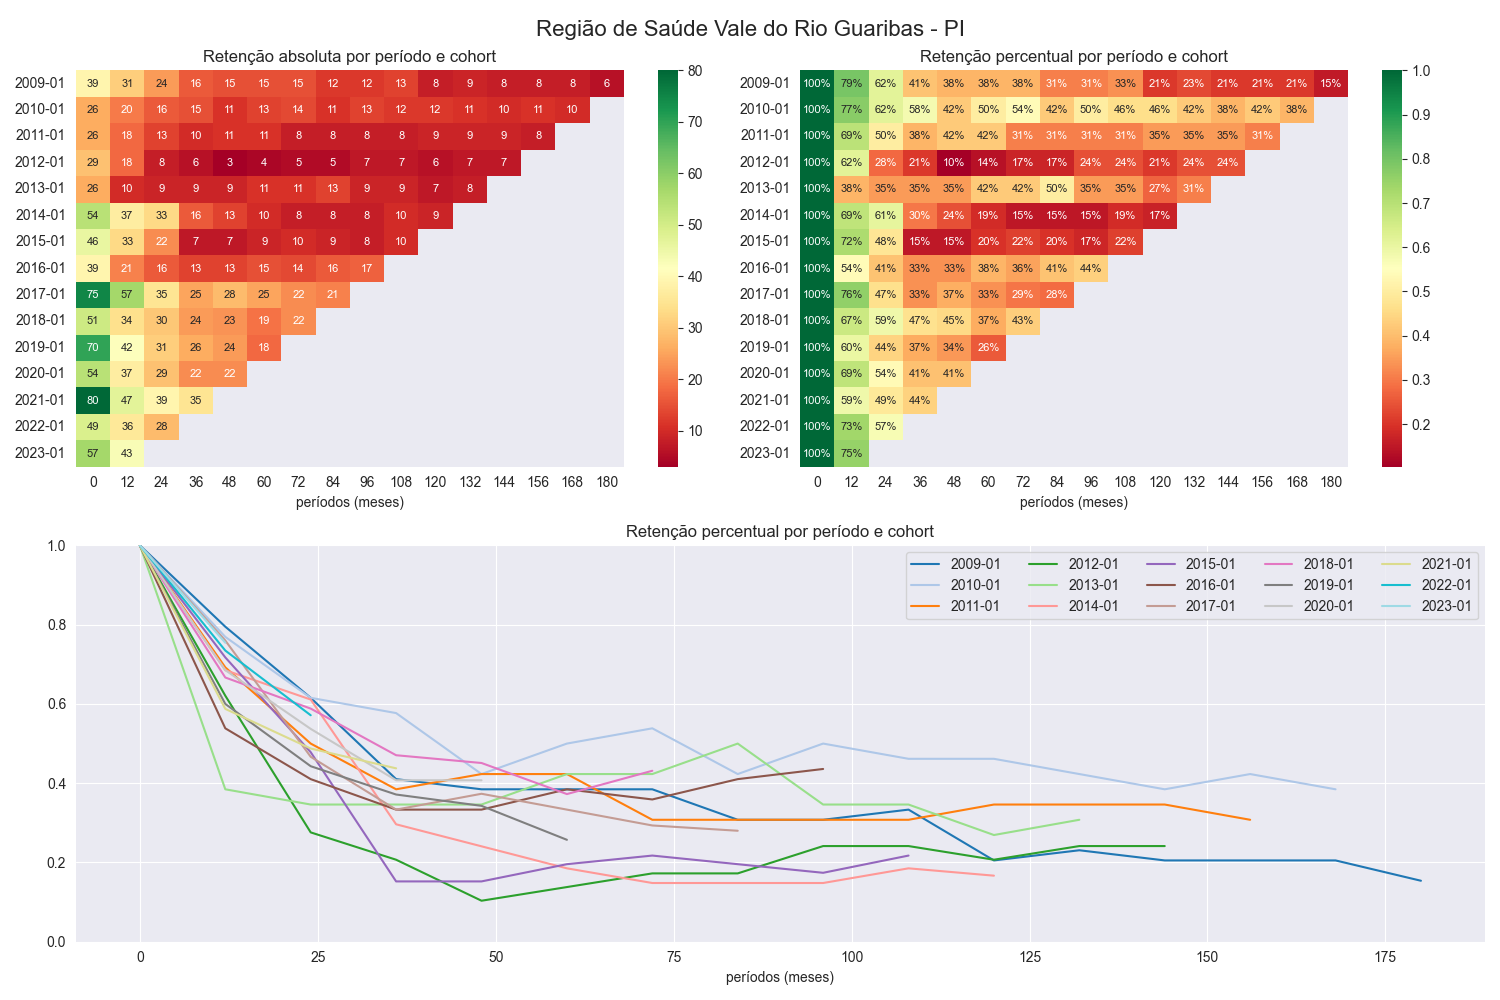 Região de Saúde Vale do Rio Guaribas - PI
Retenção absoluta por período e cohort
2009-01 39 31 24 16 15 15 15 12 12 13 8 9 8 8 8 6
2010-01 26 20 16 15 11 13 14 11 13 12 12 11 10 11 10
2011-01 26 18 13 10 11 11 8 8 8 8 9 9 9 8
2012-01 29 18 8 6 3 4 5 5 7 7 6 7 7
2013-01 26 10 9 9 9 11 11 13 9 9 7 8
2014-01 54 37 33 16 13 10 8 8 8 10 9
2015-01 46 33 22 7 7 9 10 9 8 10
2016-01 39 21 16 13 13 15 14 16 17
2017-01 75 57 35 25 28 25 22 21
2018-01 51 34 30 24 23 19 22
2019-01 70 42 31 26 24 18
2020-01 54 37 29 22 22
2021-01 80 47 39 35
2022-01 49 36 28
2023-01 57 43
0 12 24 36 48 60 72 84 96 108 120 132 144 156 168 180
períodos (meses)
80
70
60
50
40
30
20
10
Retenção percentual por período e cohort
100% 79% 62% 41% 38% 38% 38% 31% 31% 33% 21% 23% 21% 21% 21% 15%
100% 77% 62% 58% 42% 50% 54% 42% 50% 46% 46% 42% 38% 42% 38%
100% 69% 50% 38% 42% 42% 31% 31% 31% 31% 35% 35% 35% 31%
100% 62% 28% 21% 10% 14% 17% 17% 24% 24% 21% 24% 24%
100% 38% 35% 35% 35% 42% 42% 50% 35% 35% 27% 31%
100% 69% 61% 30% 24% 19% 15% 15% 15% 19% 17%
100% 72% 48% 15% 15% 20% 22% 20% 17% 22%
100% 54% 41% 33% 33% 38% 36% 41% 44%
100% 76% 47% 33% 37% 33% 29% 28%
100% 67% 59% 47% 45% 37% 43%
100% 60% 44% 37% 34% 26%
100% 69% 54% 41% 41%
100% 59% 49% 44%
100% 73% 57%
100% 75%
0 12 24 36 48 60 72 84 96 108 120 132 144 156 168 180
períodos (meses)
1.0
0.9
0.8
0.7
0.6
0.5
0.4
0.3
0.2
Retenção percentual por período e cohort
1.0
0.8
0.6
0.4
0.2
0.0
2009-01 2012-01 2015-01 2018-01 2021-01
2010-01 2013-01 2016-01 2019-01 2022-01
2011-01 2014-01 2017-01 2020-01 2023-01
0 25 50 75 100 125 150 175
períodos (meses)